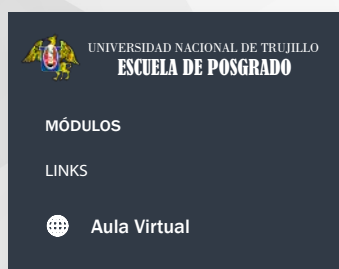 UNIVERSIDAD NACIONAL DE TRUJILLO
ESCUELA DE POSGRADO
MÓDULOS
LINKS
Aula Virtual